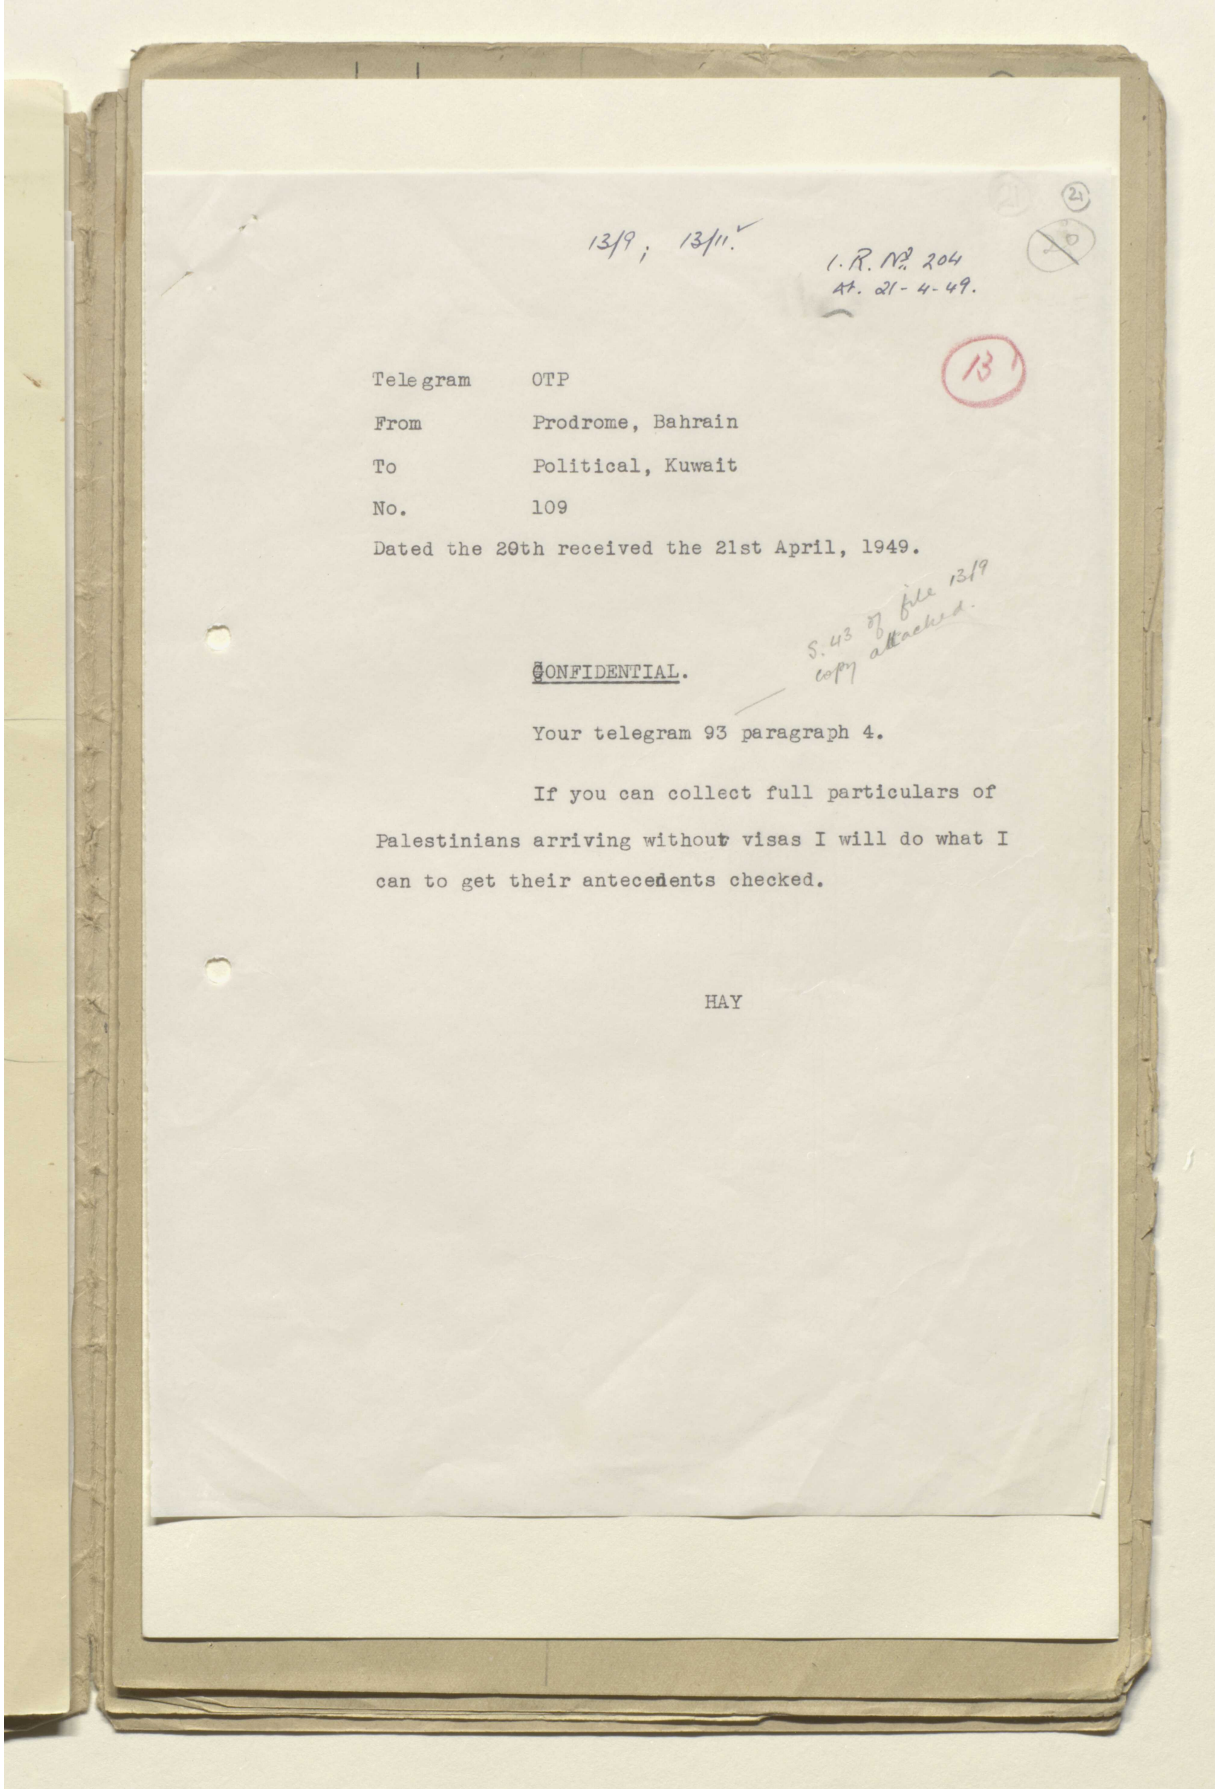 21
20
13/9 ; 13/11.
I. R. No. 204
dt. 21-4-49.
13
Telegram OTP
From Prodrome, Bahrain
To Political, Kuwait
No. 109
Dated the 20th received the 21st April, 1949.
S. 43 of file 13/9
copy attached.
CONFIDENTIAL.
Your telegram 93 paragraph 4.
If you can collect full particulars of
Palestinians arriving without visas I will do what I
can to get their antecedents checked.
HAY